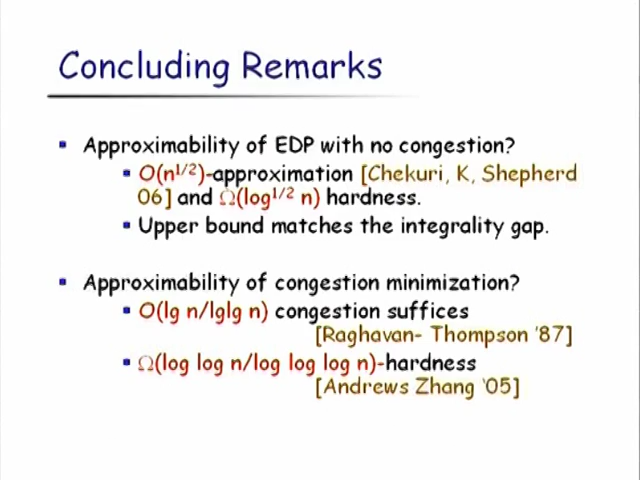 Concluding Remarks
Approximability of EDP with no congestion?
O(n^1/2)-approximation [Chekuri, K, Shepherd
06] and Ω(log^1/2 n) hardness.
Upper bound matches the integrality gap.
Approximability of congestion minimization?
O(lg n/lglg n) congestion suffices
[Raghavan- Thompson '87]
Ω(log log n/log log log n)-hardness
[Andrews Zhang '05]